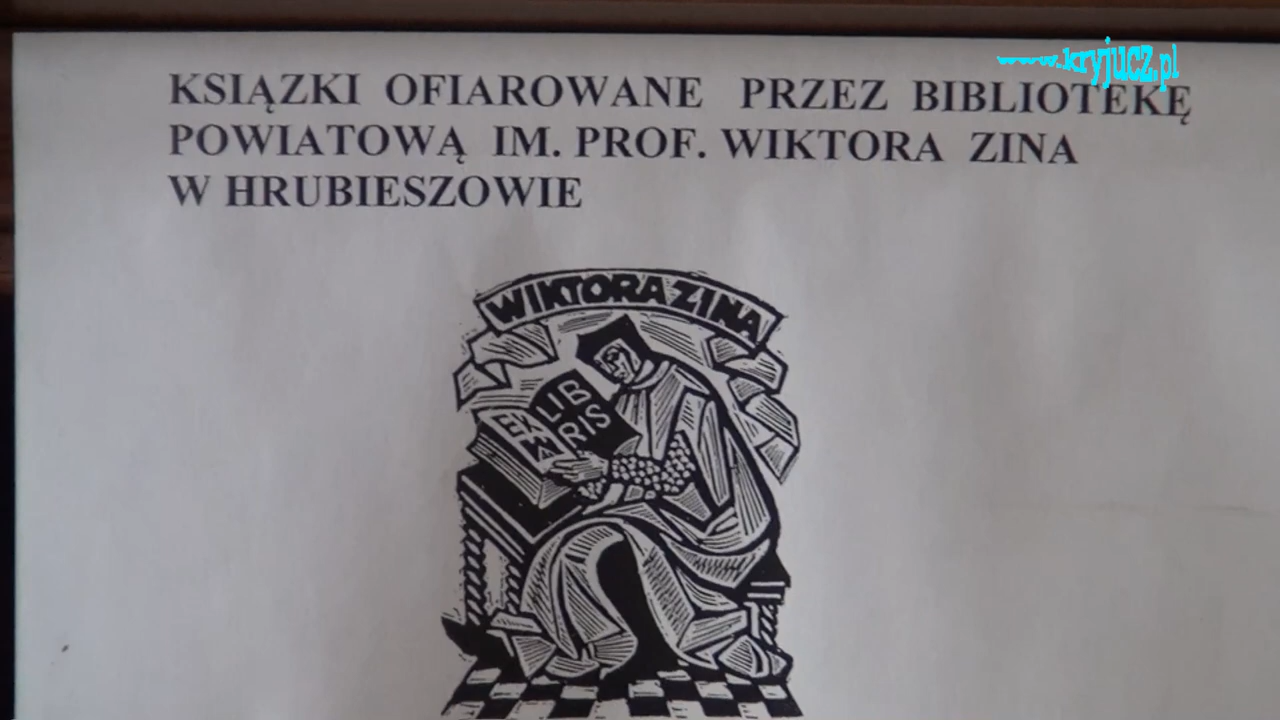 www.kryjucz.pl
KSIĄZKI OFIAROWANE PRZEZ BIBLIOTEKĘ
POWIATOWĄ IM. PROF. WIKTORA ZINA
W HRUBIESZOWIE
WIKTORA ZINA
EX LIB
RIS